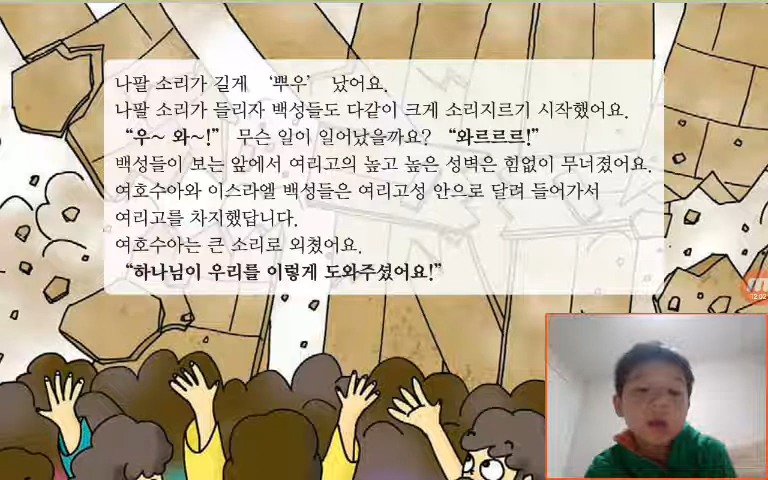 나팔 소리가 길게 ‘뿌우’ 났어요.
나팔 소리가 들리자 백성들도 다같이 크게 소리지르기 시작했어요.
“우~ 와~!” 무슨 일이 일어났을까요? “와르르르!”
백성들이 보는 앞에서 여리고의 높고 높은 성벽은 힘없이 무너졌어요.
여호수아와 이스라엘 백성들은 여리고성 안으로 달려 들어가서
여리고를 차지했답니다.
여호수아는 큰 소리로 외쳤어요.
“하나님이 우리를 이렇게 도와주셨어요!”
12:02